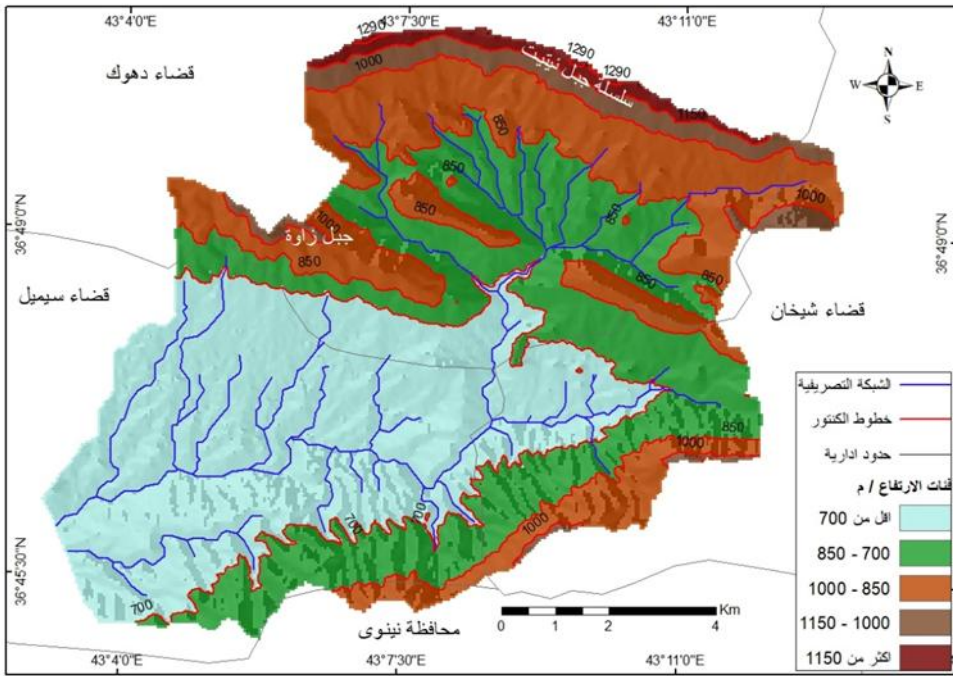 43°4'0"E
43°7'30"E
43°11'0"E
قضاء دهوك
1290
1290
1290
1000
سلسلة جبل
1150
N
W E
S
850
850
850
850
1000
36°49'0"N
36°49'0"N
1000
جبل زاوة
850
850
850
قضاء سيميل
قضاء شيخان
الشبكة التصريفية
خطوط الكنتور
حدود ادارية
فئات الارتفاع / م
اقل من 700
850 - 700
1000 - 850
1150 - 1000
اكثر من 1150
850
1000
700
700
1000
36°45'30"N
700
Km
0 1 2 4
محافظة نينوى
43°4'0"E
43°7'30"E
43°11'0"E